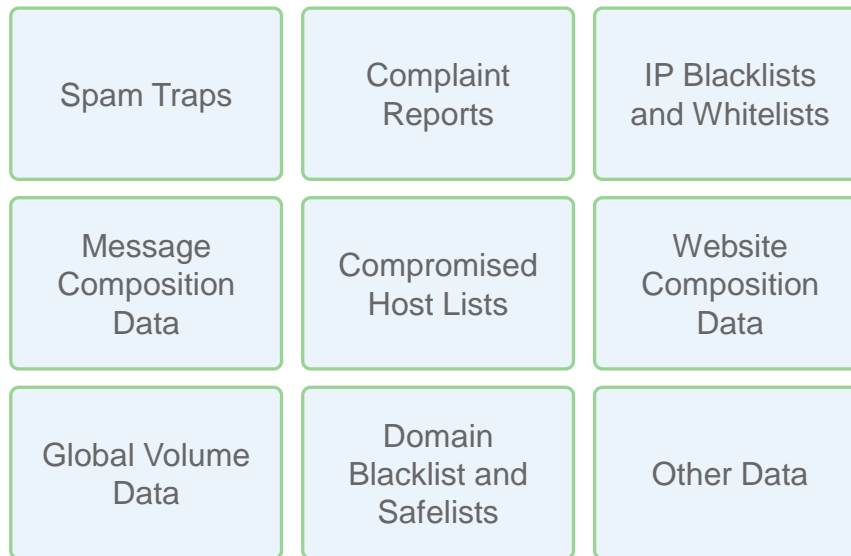 Spam Traps
Complaint
Reports
IP Blacklists
and Whitelists
Message
Composition
Data
Compromised
Host Lists
Website
Composition
Data
Global Volume
Data
Domain
Blacklist and
Safelists
Other Data